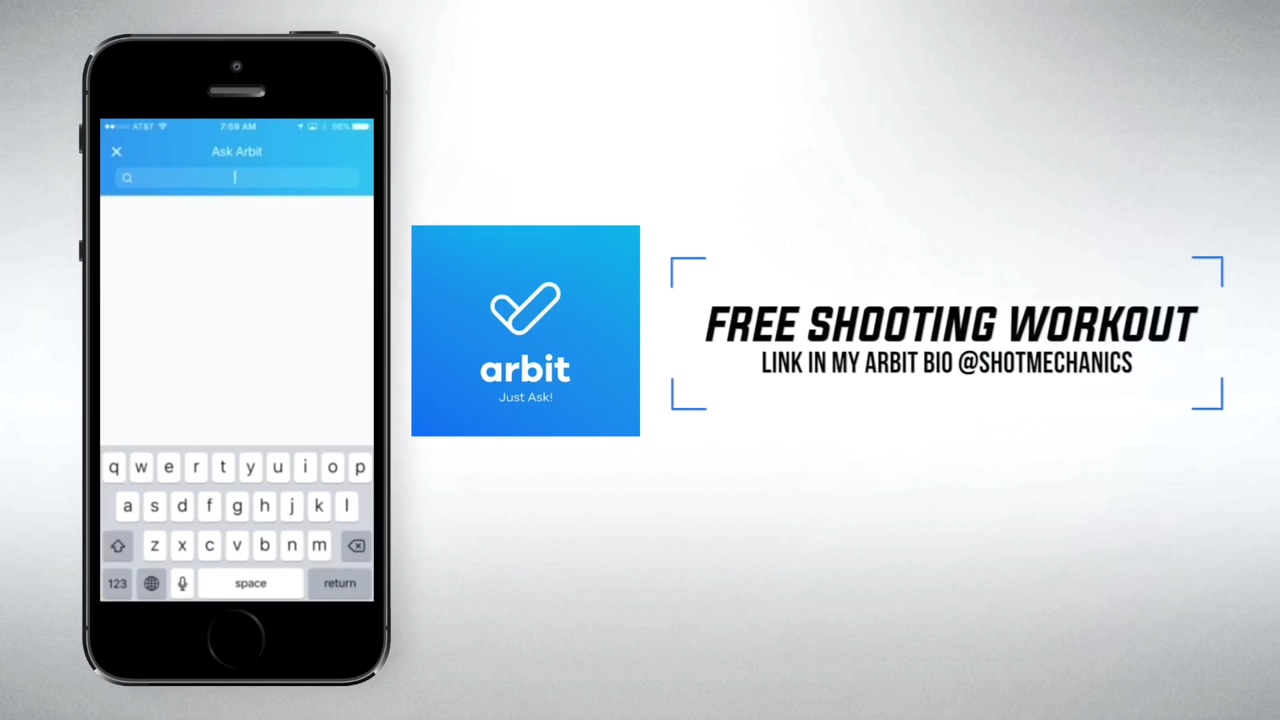 AT&T 7:59 AM 96%
Ask Arbit
q w e r t y u i o p
a s d f g h j k l
z x c v b n m
123 space return
arbit
Just Ask!
FREE SHOOTING WORKOUT
LINK IN MY ARBIT BIO @SHOTMECHANICS